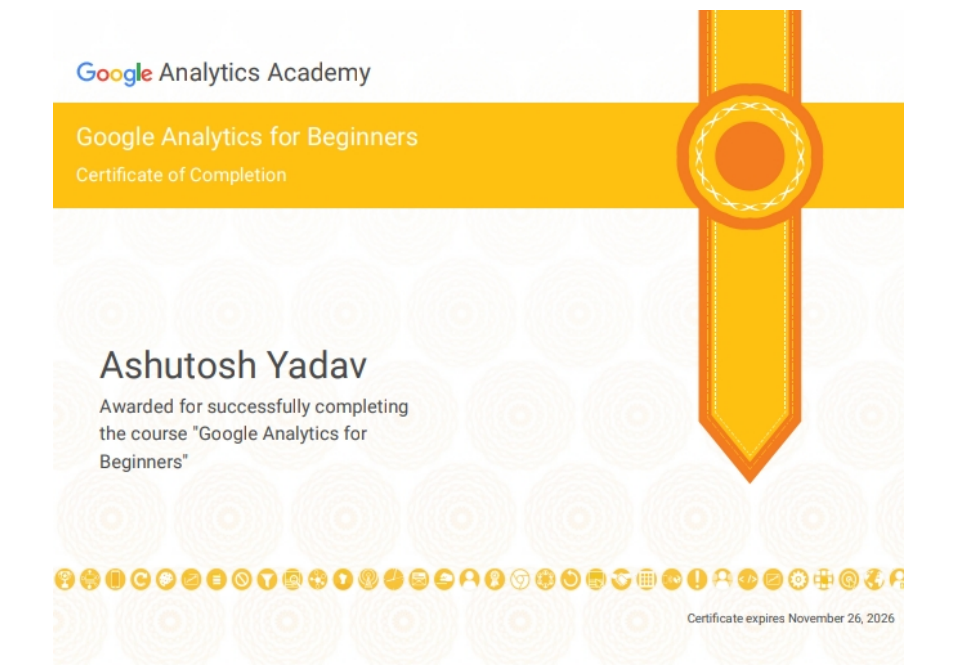 Google Analytics Academy
Google Analytics for Beginners
Certificate of Completion
Ashutosh Yadav
Awarded for successfully completing
the course "Google Analytics for
Beginners"
Certificate expires November 26, 2026